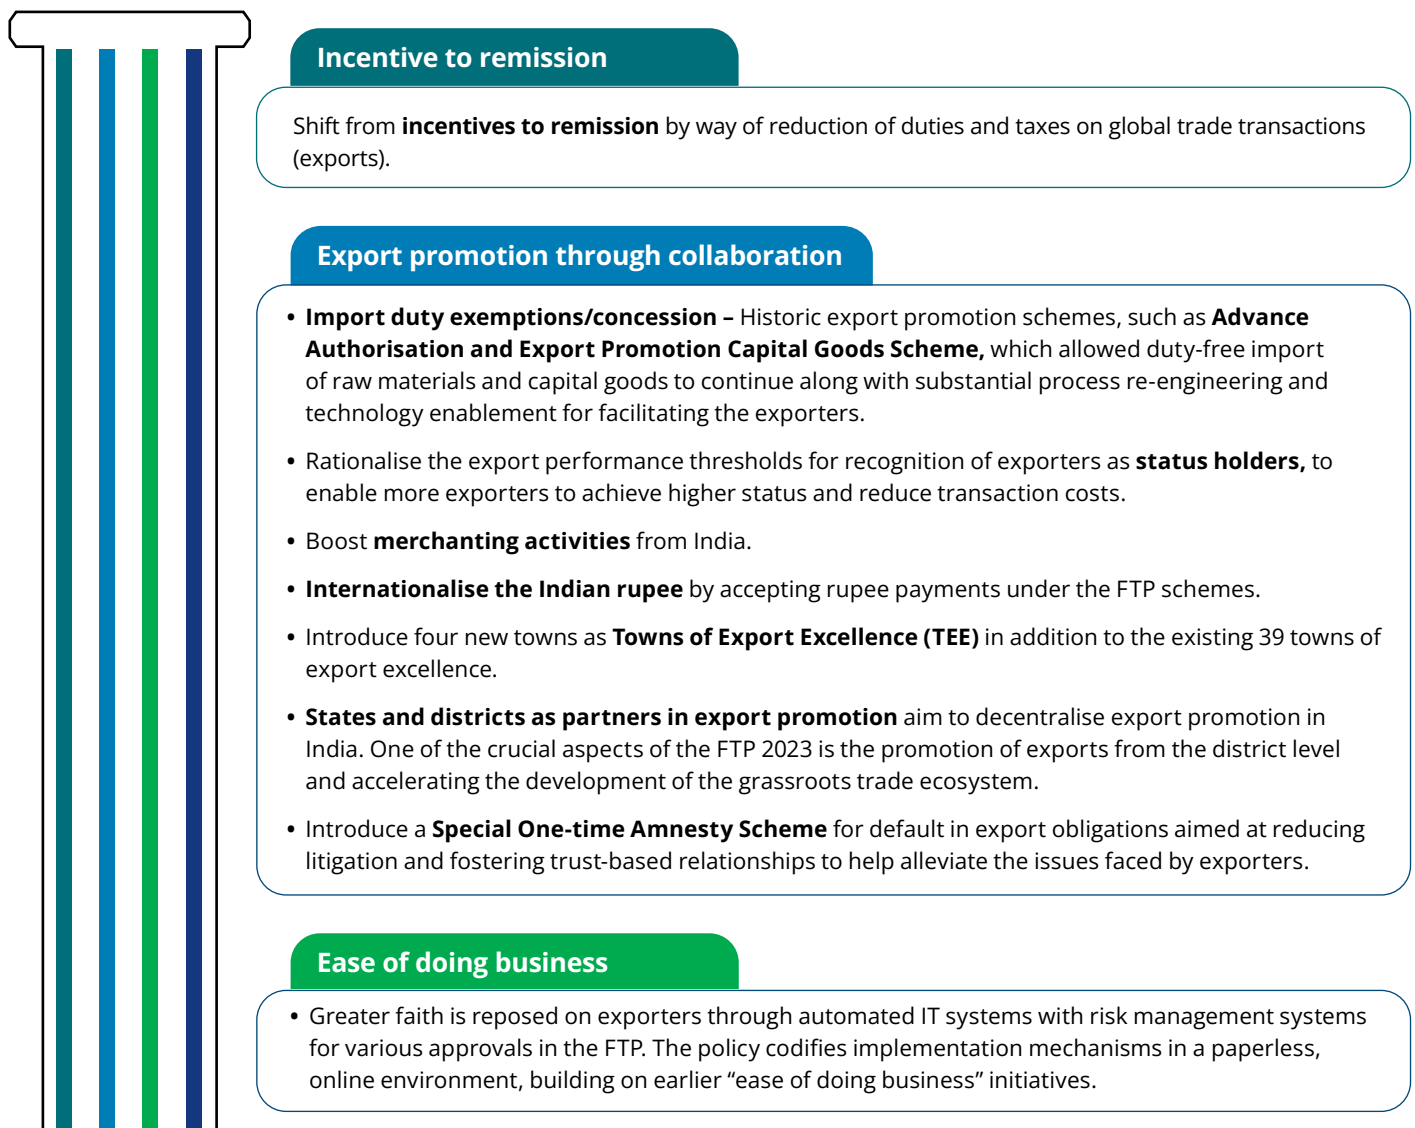 Incentive to remission
Shift from incentives to remission by way of reduction of duties and taxes on global trade transactions
(exports).
Export promotion through collaboration
• Import duty exemptions/concession – Historic export promotion schemes, such as Advance
Authorisation and Export Promotion Capital Goods Scheme, which allowed duty-free import
of raw materials and capital goods to continue along with substantial process re-engineering and
technology enablement for facilitating the exporters.
• Rationalise the export performance thresholds for recognition of exporters as status holders, to
enable more exporters to achieve higher status and reduce transaction costs.
• Boost merchanting activities from India.
• Internationalise the Indian rupee by accepting rupee payments under the FTP schemes.
• Introduce four new towns as Towns of Export Excellence (TEE) in addition to the existing 39 towns of
export excellence.
• States and districts as partners in export promotion aim to decentralise export promotion in
India. One of the crucial aspects of the FTP 2023 is the promotion of exports from the district level
and accelerating the development of the grassroots trade ecosystem.
• Introduce a Special One-time Amnesty Scheme for default in export obligations aimed at reducing
litigation and fostering trust-based relationships to help alleviate the issues faced by exporters.
Ease of doing business
• Greater faith is reposed on exporters through automated IT systems with risk management systems
for various approvals in the FTP. The policy codifies implementation mechanisms in a paperless,
online environment, building on earlier “ease of doing business” initiatives.